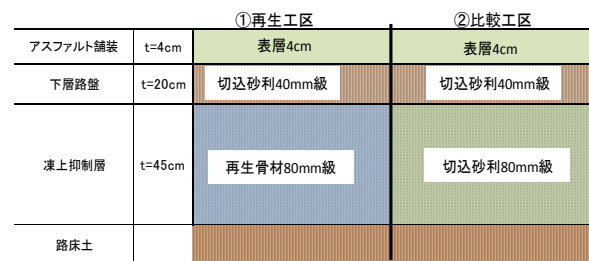 ①再生工区 ②比較工区
アスファルト舗装 t=4cm 表層4cm 表層4cm
下層路盤 t=20cm 切込砂利40mm級 切込砂利40mm級
凍上抑制層 t=45cm 再生骨材80mm級 切込砂利80mm級
路床土